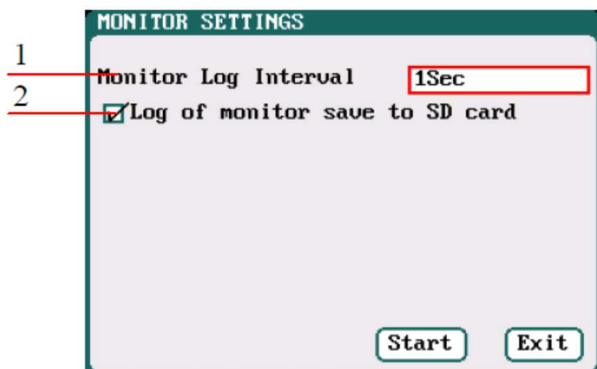 MONITOR SETTINGS
1
Monitor Log Interval 1Sec
2
Log of monitor save to SD card
Start Exit